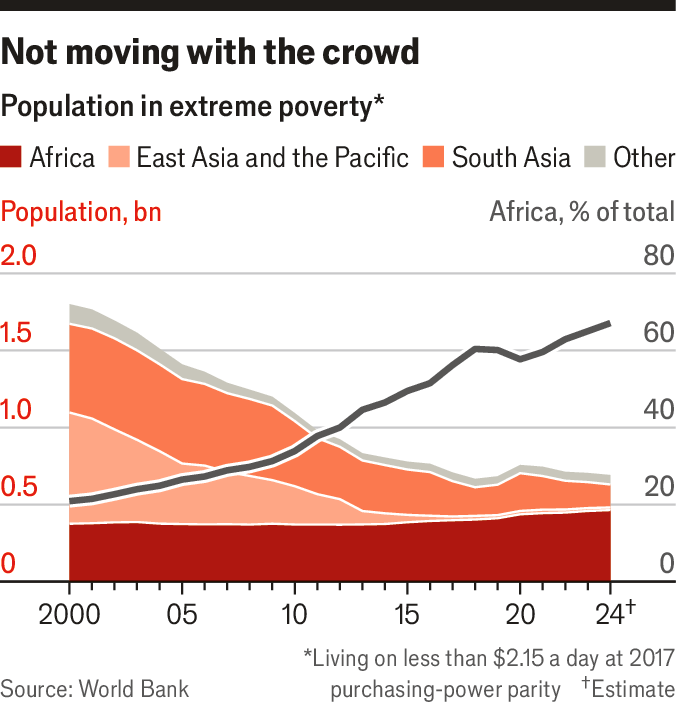 Not moving with the crowd
Population in extreme poverty*
Africa East Asia and the Pacific South Asia Other
Population, bn Africa, % of total
2.0 80
1.5 60
1.0 40
0.5 20
0 0
2000 05 10 15 20 24†
*Living on less than $2.15 a day at 2017
Source: World Bank purchasing-power parity †Estimate